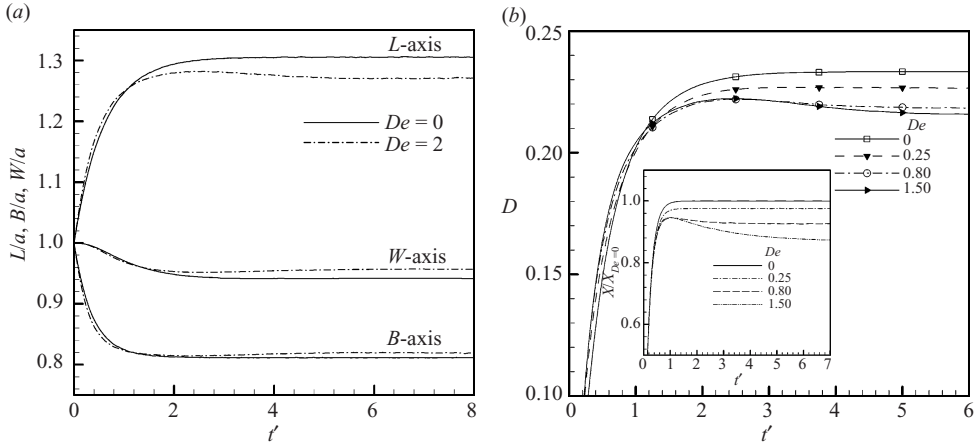 (a)
L/a, B/a, W/a
1.3
1.2
1.1
1.0
0.9
0.8
L-axis
De = 0
De = 2
W-axis
B-axis
0 2 4 6 8
t′
(b)
D
0.25
0.20
0.15
0.10
De
0
0.25
0.80
1.50
X/X De=0
1.0
0.8
0.6
De
0
0.25
0.80
1.50
0 1 2 3 4 5 6 7
t′
0 1 2 3 4 5 6
t′